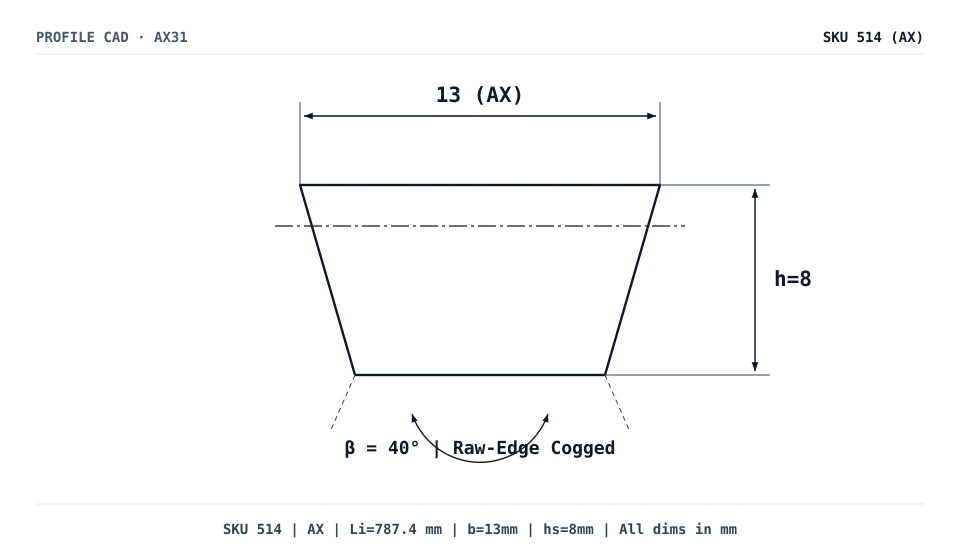 PROFILE CAD · AX31
SKU 514 (AX)
13 (AX)
h=8
β = 40° | Raw-Edge Cogged
SKU 514 | AX | Li=787.4 mm | b=13mm | hs=8mm | All dims in mm